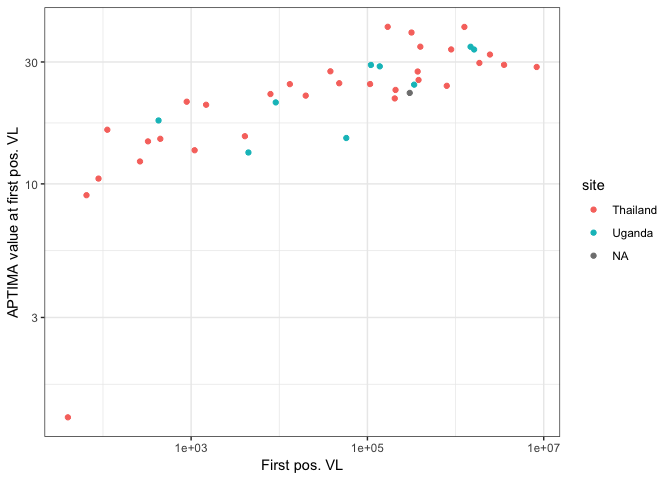 30
10
3
APTIMA value at first pos. VL
1e+03
1e+05
1e+07
First pos. VL
site
Thailand
Uganda
NA